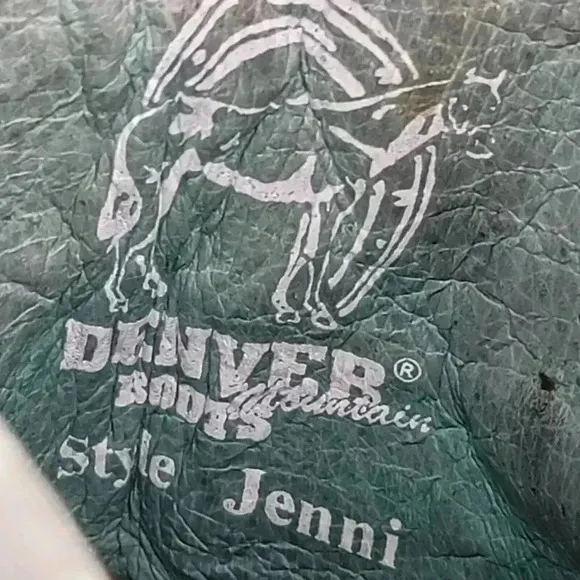 DENVER ®
BOOTS Mountain
Style Jenni